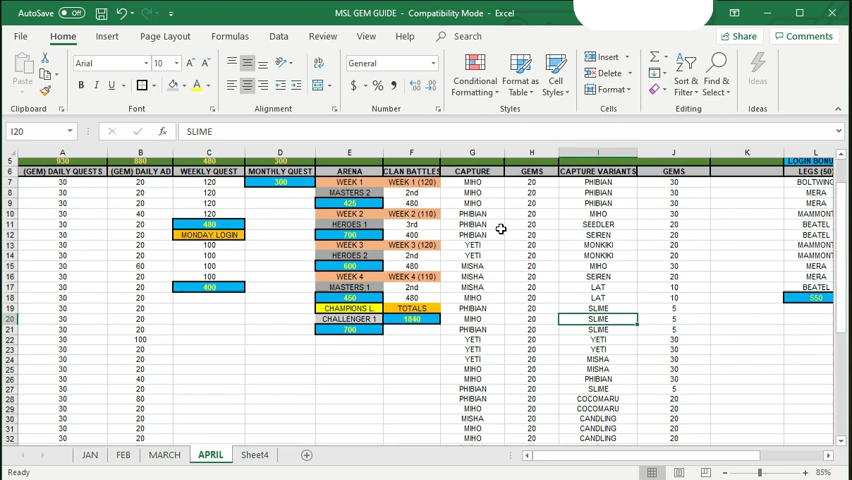 AutoSave Off MSL GEM GUIDE - Compatibility Mode - Excel
File Home Insert Page Layout Formulas Data Review View Help Search Share Comments
Paste Arial 10 A A General Conditional Formatting Format as Table Cell Styles Insert Delete Format Sort & Filter Find & Select Ideas
B I U $ % ,
Clipboard Font Alignment Number Styles Cells Editing Ideas
I20 fx SLIME
A B C D E F G H I J K L
5 930 880 480 300 LOGIN BONU
6 (GEM) DAILY QUESTS (GEM) DAILY AD WEEKLY QUEST MONTHLY QUEST ARENA CLAN BATTLES CAPTURE GEMS CAPTURE VARIANTS GEMS LEGS (50)
7 30 20 120 300 WEEK 1 WEEK 1 (120) MIHO 20 PHIBIAN 30 BOLTWING
8 30 20 120 MASTERS 2 2nd MIHO 20 PHIBIAN 30 MERA
9 30 20 120 425 480 MIHO 20 PHIBIAN 30 MERA
10 30 40 120 WEEK 2 WEEK 2 (110) PHIBIAN 20 MIHO 30 MAMMONT
11 30 20 480 HEROES 1 3rd PHIBIAN 20 SEEDLER 20 BEATEL
12 30 20 MONDAY LOGIN 700 400 PHIBIAN 20 SEIREN 20 BEATEL
13 30 20 100 WEEK 3 WEEK 3 (120) YETI 20 MONKIKI 20 MAMMONT
14 30 20 100 HEROES 2 2nd YETI 20 MONKIKI 20 BEATEL
15 30 60 100 600 480 MISHA 20 MIHO 30 MERA
16 30 20 100 WEEK 4 WEEK 4 (110) MISHA 20 SEIREN 20 MERA
17 30 20 400 MASTERS 1 2nd MISHA 20 LAT 10 BEATEL
18 30 20 450 480 MIHO 20 LAT 10 550
19 30 20 CHAMPIONS L. TOTALS PHIBIAN 20 SLIME 5
20 30 20 CHALLENGER 1 1840 MIHO 20 SLIME 5
21 30 20 700 PHIBIAN 20 SLIME 5
22 30 100 YETI 20 YETI 30
23 30 20 YETI 20 YETI 30
24 30 20 MISHA 20 MISHA 30
25 30 20 MIHO 20 MISHA 30
26 30 40 MIHO 20 PHIBIAN 30
27 30 20 PHIBIAN 20 SLIME 5
28 30 80 PHIBIAN 20 COCOMARU 20
29 30 20 MIHO 20 COCOMARU 20
30 30 20 MISHA 20 CANDLING 20
31 30 20 MIHO 20 CANDLING 20
32 30 20 MIHO 20 CANDLING 20
JAN FEB MARCH APRIL Sheet4
Ready 85%